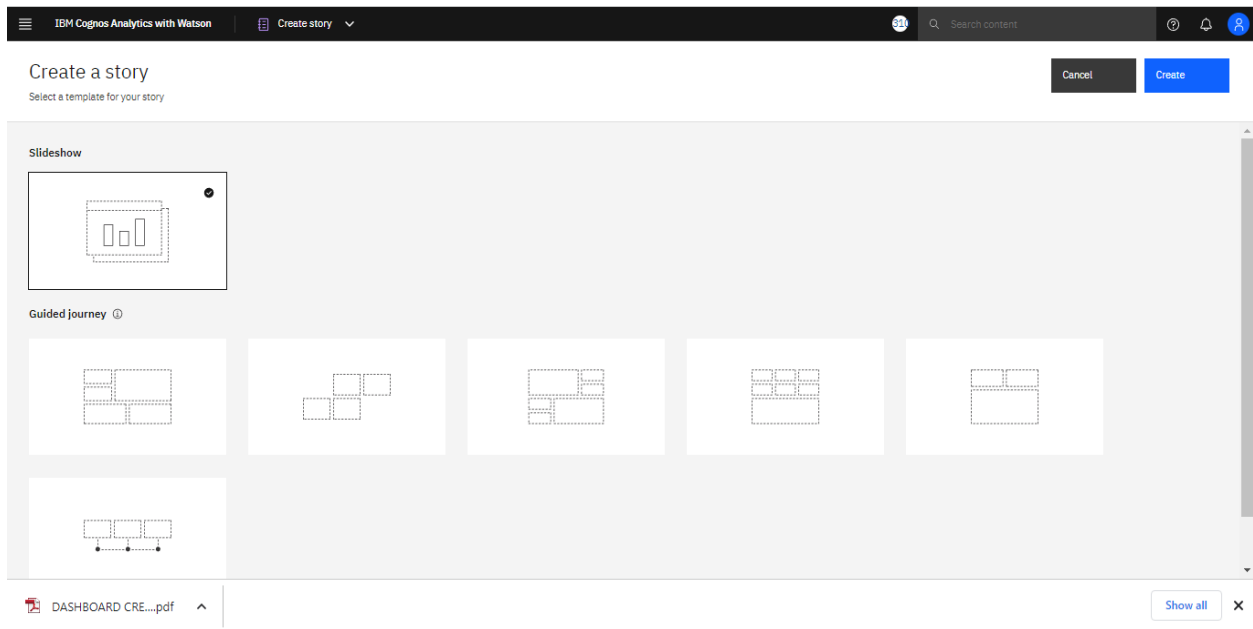 IBM Cognos Analytics with Watson
Create story
310
Search content
Create a story
Select a template for your story
Cancel
Create
Slideshow
Guided journey
DASHBOARD CRE....pdf
Show all